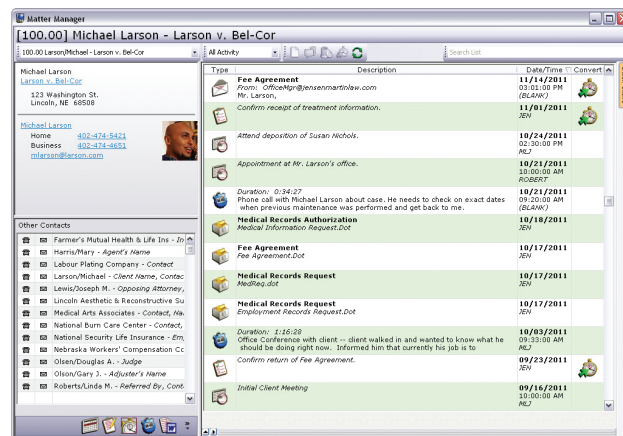 Matter Manager
[100.00] Michael Larson - Larson v. Bel-Cor
100.00 Larson/Michael - Larson v. Bel-Cor
All Activity
Search List
Michael Larson
Larson v. Bel-Cor
123 Washington St.
Lincoln, NE 68508
Michael Larson
Home 402-474-5421
Business 402-474-4651
mlarson@larson.com
Other Contacts
Farmer's Mutual Health & Life Ins - In
Harris/Mary - Agent's Name
Labour Plating Company - Contact
Larson/Michael - Client Name, Contac
Lewis/Joseph M. - Opposing Attorney,
Lincoln Aesthetic & Reconstructive Su
Medical Arts Associates - Contact, Na
National Burn Care Center - Contact,
National Security Life Insurance - Em
Nebraska Workers' Compensation Cc
Olsen/Douglas A. - Judge
Olson/Gary J. - Adjuster's Name
Roberts/Linda M. - Referred By, Cont
Type Description Date/Time Convert
Fee Agreement 11/14/2011
From: OfficeMgr@jensenmartinlaw.com 03:01:00 PM
Mr. Larson, (BLANK)
Confirm receipt of treatment information. 11/01/2011
JEN
Attend deposition of Susan Nichols. 10/24/2011
02:30:00 PM
MLJ
Appointment at Mr. Larson's office. 10/21/2011
10:00:00 AM
ROBERT
Duration: 0:34:27 10/21/2011
Phone call with Michael Larson about case. He needs to check on exact dates 09:20:00 AM
when previous maintenance was performed and get back to me. (BLANK)
Medical Records Authorization 10/18/2011
Medical Information Request.Dot JEN
Fee Agreement 10/17/2011
Fee Agreement.Dot JEN
Medical Records Request 10/17/2011
MedReq.dot JEN
Medical Records Request 10/17/2011
Employment Records Request.Dot JEN
Duration: 1:16:28 10/03/2011
Office Conference with client -- client walked in and wanted to know what he 09:33:00 AM
should be doing right now. Informed him that currently his job is to MLJ
Confirm return of Fee Agreement. 09/23/2011
JEN
Initial Client Meeting 09/16/2011
10:00:00 AM
MLJ